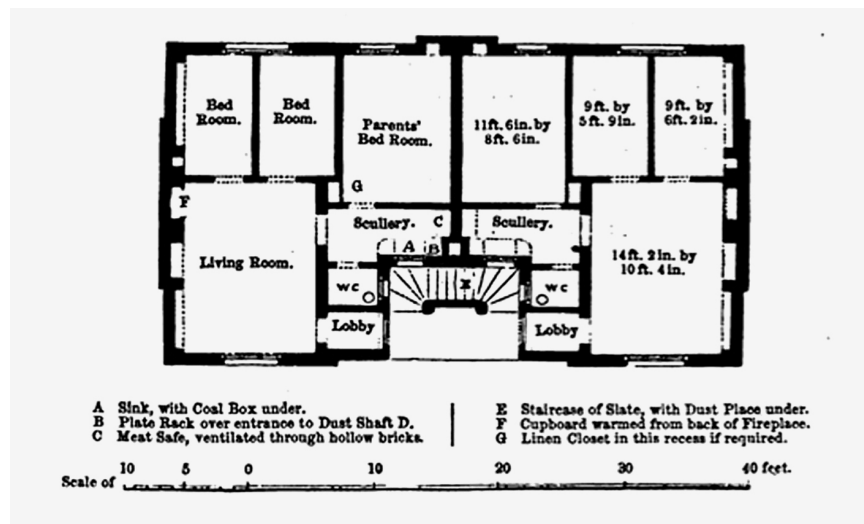 Bed
Room.
Bed
Room.
Parents'
Bed Room.
11ft. 6in. by
8ft. 6in.
9ft. by
5ft. 9in.
9ft. by
6ft. 2in.
G
F
Scullery.
C
Scullery.
A
B
Living Room.
14ft. 2in. by
10ft. 4in.
WC
E
WC
Lobby
Lobby
A Sink, with Coal Box under.
B Plate Rack over entrance to Dust Shaft D.
C Meat Safe, ventilated through hollow bricks.
E Staircase of Slate, with Dust Place under.
F Cupboard warmed from back of Fireplace.
G Linen Closet in this recess if required.
Scale of
10 5 0 10 20 30 40 feet.